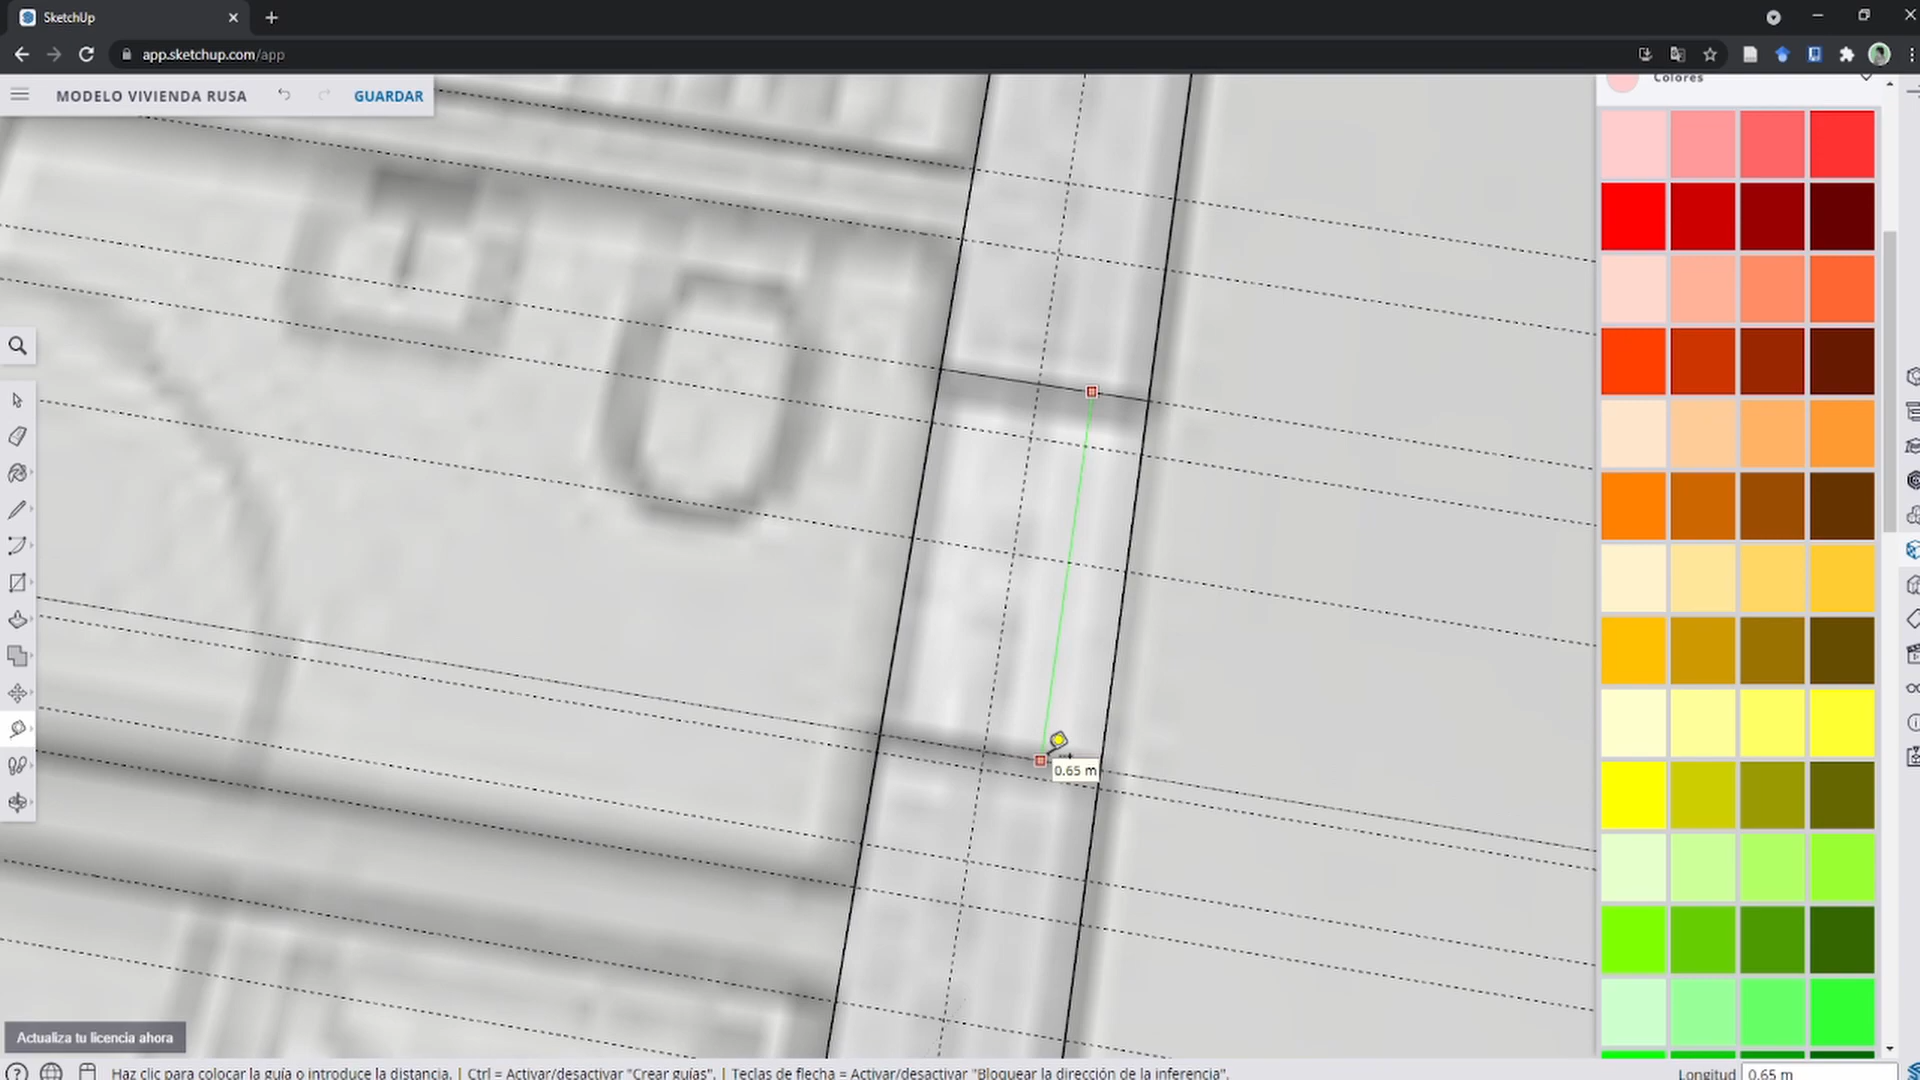 SketchUp
app.sketchup.com/app
MODELO VIVIENDA RUSA
GUARDAR
Colores
0.65 m
Actualiza tu licencia ahora
Haz clic para colocar la guía o introduce la distancia. | Ctrl = Activar/desactivar "Crear guías". | Teclas de flecha = Activar/desactivar "Bloquear la dirección de la inferencia".
Longitud 0.65 m